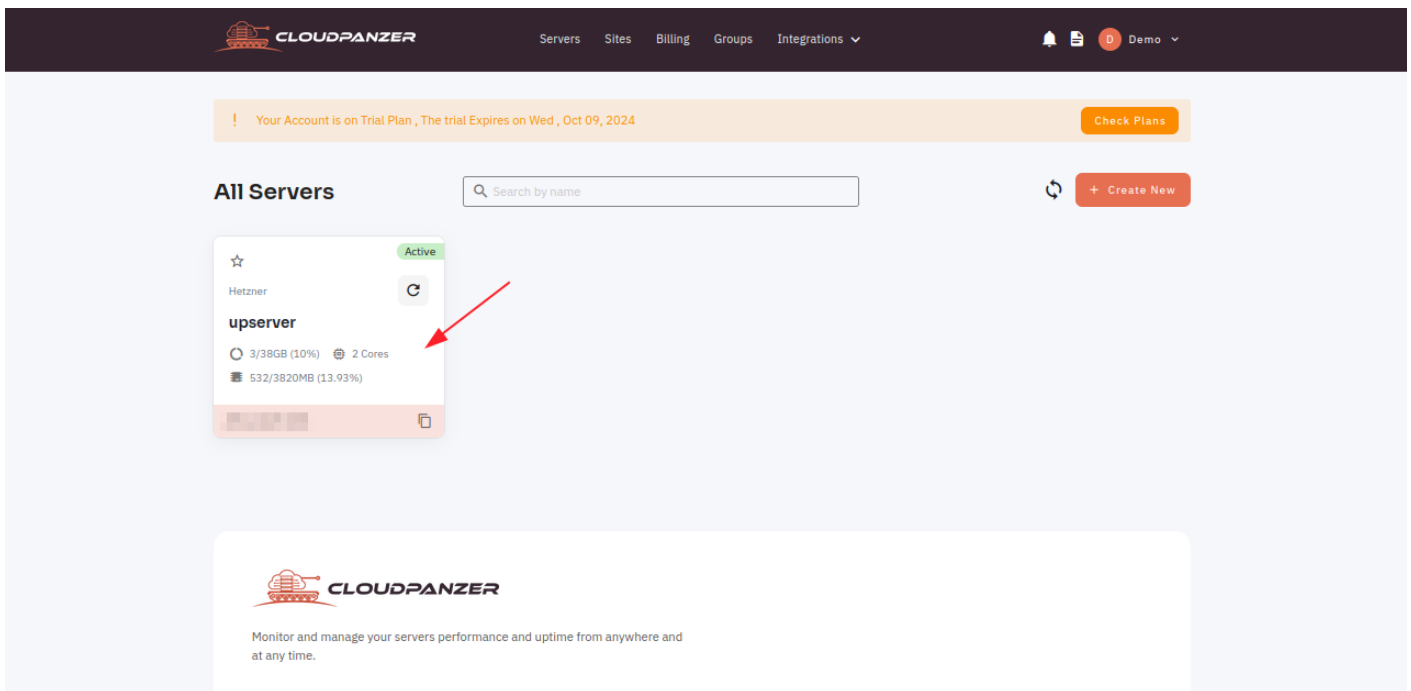 CLOUDPANZER
Servers Sites Billing Groups Integrations
D Demo
! Your Account is on Trial Plan , The trial Expires on Wed , Oct 09, 2024
Check Plans
All Servers
Search by name
+ Create New
Active
Hetzner
upserver
3/38GB (10%) 2 Cores
532/3820MB (13.93%)
CLOUDPANZER
Monitor and manage your servers performance and uptime from anywhere and
at any time.